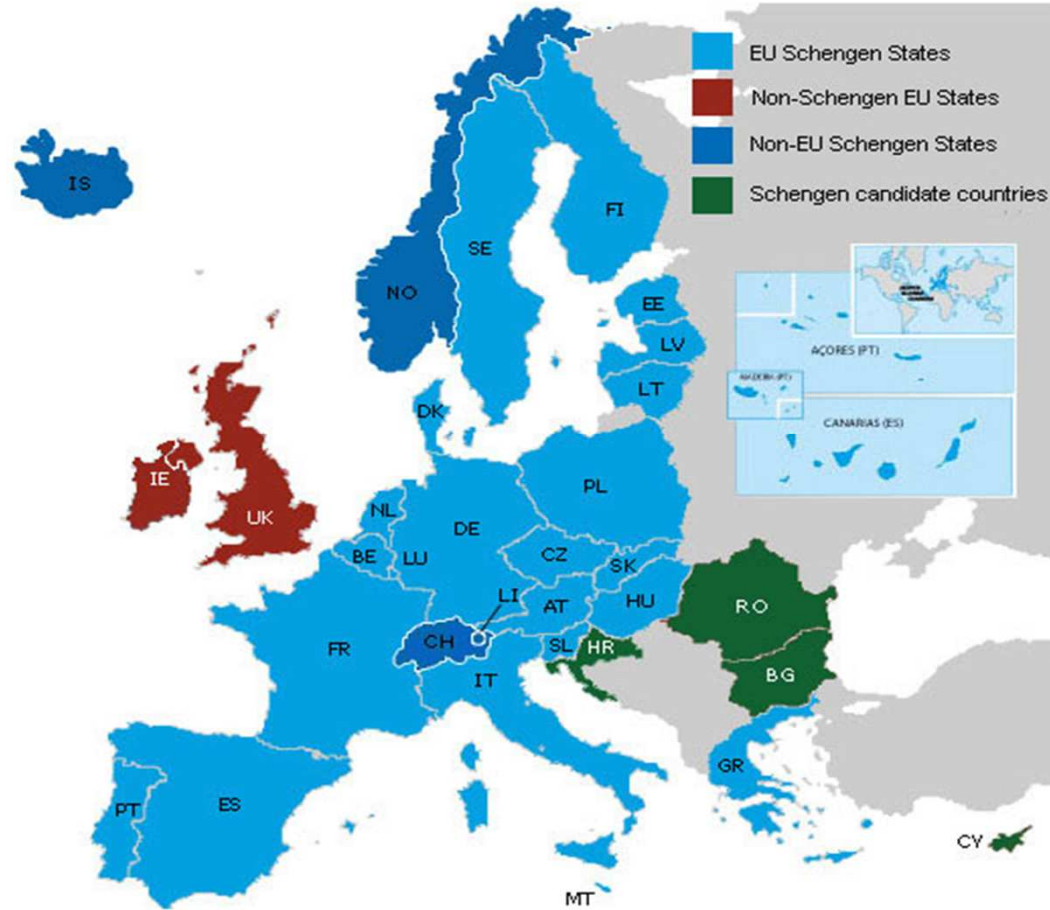 EU Schengen States
Non-Schengen EU States
Non-EU Schengen States
Schengen candidate countries
IS
FI
SE
NO
EE
LV
LT
DK
AÇORES (PT)
MADEIRA (PT)
CANARIAS (ES)
IE
UK
NL
PL
DE
BE
LU
CZ
SK
LI
AT
HU
RO
FR
CH
SL
HR
IT
BG
GR
PT
ES
CY
MT